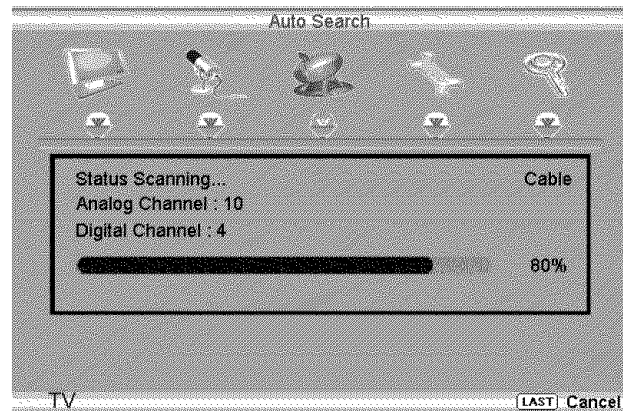 Auto Search
Status Scanning... Cable
Analog Channel : 10
Digital Channel : 4
80%
TV LAST Cancel